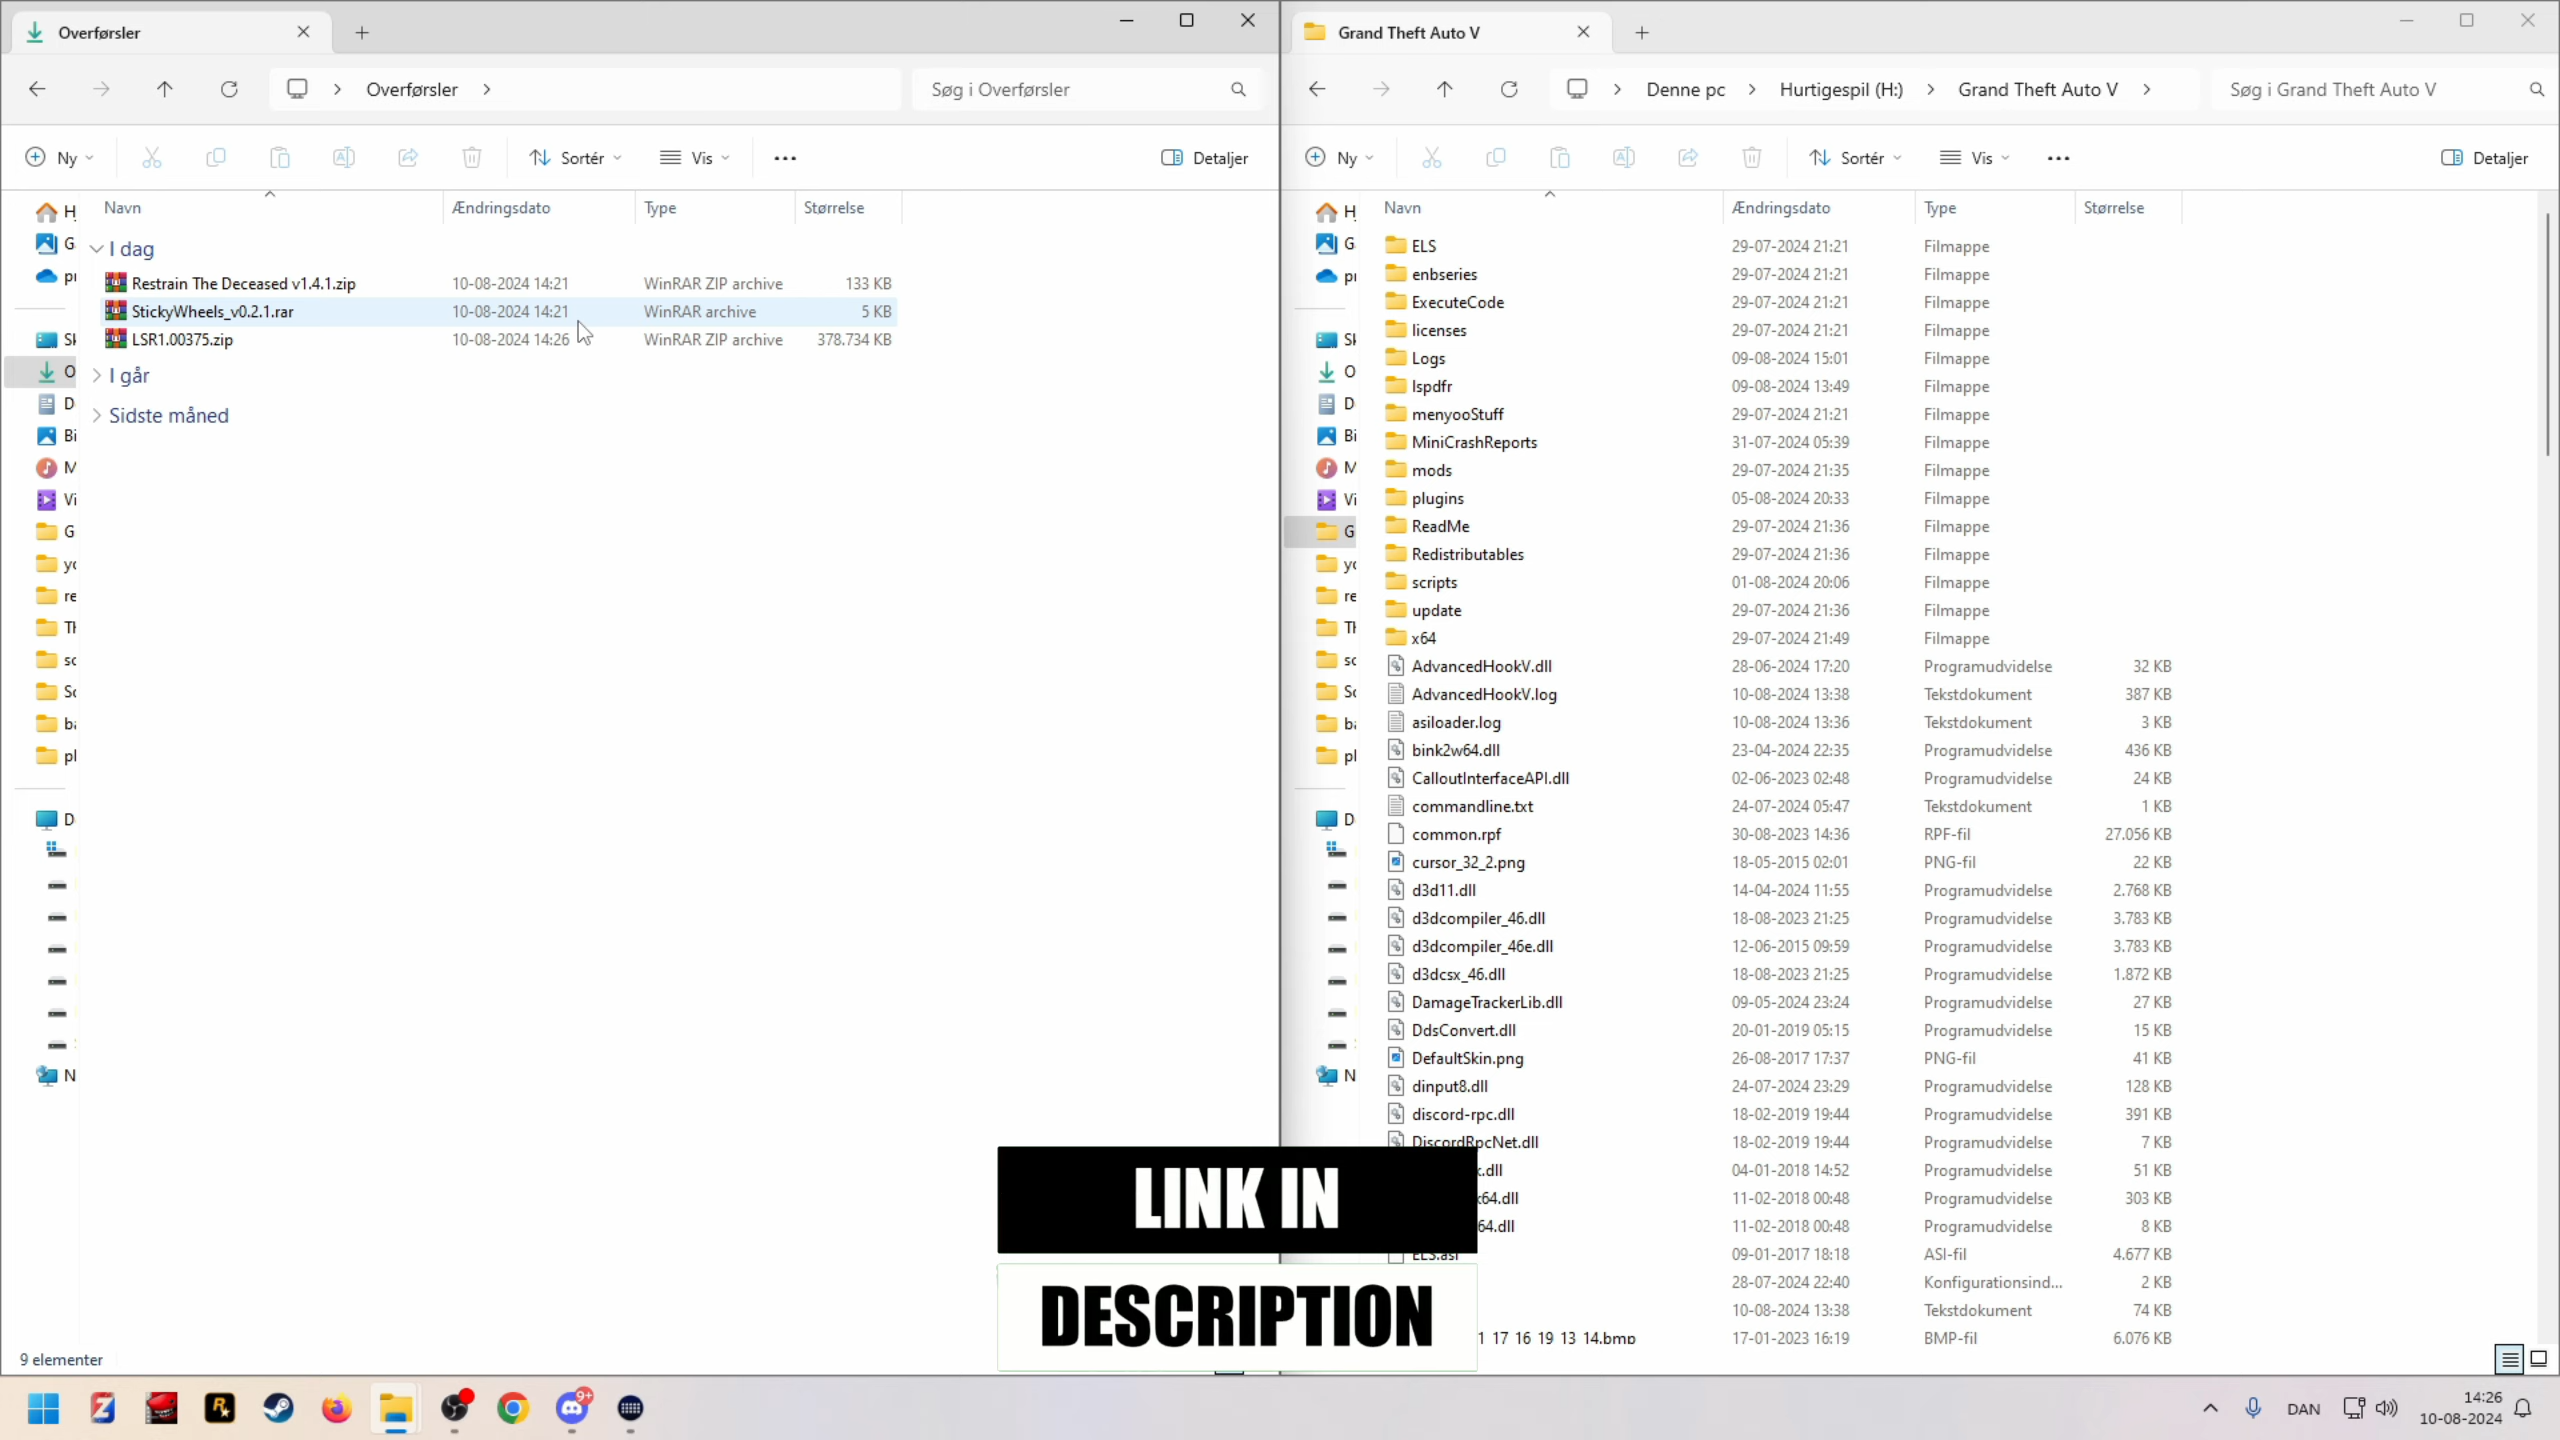 Overførsler
Overførsler
Søg i Overførsler
Ny
Sortér
Vis
Detaljer
Navn Ændringsdato Type Størrelse
I dag
Restrain The Deceased v1.4.1.zip 10-08-2024 14:21 WinRAR ZIP archive 133 KB
StickyWheels_v0.2.1.rar 10-08-2024 14:21 WinRAR archive 5 KB
LSR1.00375.zip 10-08-2024 14:26 WinRAR ZIP archive 378.734 KB
I går
Sidste måned
9 elementer
Grand Theft Auto V
Denne pc Hurtigespil (H:) Grand Theft Auto V
Søg i Grand Theft Auto V
Ny
Sortér
Vis
Detaljer
Navn Ændringsdato Type Størrelse
ELS 29-07-2024 21:21 Filmappe
enbseries 29-07-2024 21:21 Filmappe
ExecuteCode 29-07-2024 21:21 Filmappe
licenses 29-07-2024 21:21 Filmappe
Logs 09-08-2024 15:01 Filmappe
lspdfr 09-08-2024 13:49 Filmappe
menyooStuff 29-07-2024 21:21 Filmappe
MiniCrashReports 31-07-2024 05:39 Filmappe
mods 29-07-2024 21:35 Filmappe
plugins 05-08-2024 20:33 Filmappe
ReadMe 29-07-2024 21:36 Filmappe
Redistributables 29-07-2024 21:36 Filmappe
scripts 01-08-2024 20:06 Filmappe
update 29-07-2024 21:36 Filmappe
x64 29-07-2024 21:49 Filmappe
AdvancedHookV.dll 28-06-2024 17:20 Programudvidelse 32 KB
AdvancedHookV.log 10-08-2024 13:38 Tekstdokument 387 KB
asiloader.log 10-08-2024 13:36 Tekstdokument 3 KB
bink2w64.dll 23-04-2024 22:35 Programudvidelse 436 KB
CalloutInterfaceAPI.dll 02-06-2023 02:48 Programudvidelse 24 KB
commandline.txt 24-07-2024 05:47 Tekstdokument 1 KB
common.rpf 30-08-2023 14:36 RPF-fil 27.056 KB
cursor_32_2.png 18-05-2015 02:01 PNG-fil 22 KB
d3d11.dll 14-04-2024 11:55 Programudvidelse 2.768 KB
d3dcompiler_46.dll 18-08-2023 21:25 Programudvidelse 3.783 KB
d3dcompiler_46e.dll 12-06-2015 09:59 Programudvidelse 3.783 KB
d3dcsx_46.dll 18-08-2023 21:25 Programudvidelse 1.872 KB
DamageTrackerLib.dll 09-05-2024 23:24 Programudvidelse 27 KB
DdsConvert.dll 20-01-2019 05:15 Programudvidelse 15 KB
DefaultSkin.png 26-08-2017 17:37 PNG-fil 41 KB
dinput8.dll 24-07-2024 23:29 Programudvidelse 128 KB
discord-rpc.dll 18-02-2019 19:44 Programudvidelse 391 KB
DiscordRpcNet.dll 18-02-2019 19:44 Programudvidelse 7 KB
.dll 04-01-2018 14:52 Programudvidelse 51 KB
64.dll 11-02-2018 00:48 Programudvidelse 303 KB
64.dll 11-02-2018 00:48 Programudvidelse 8 KB
ELS.asi 09-01-2017 18:18 ASI-fil 4.677 KB
28-07-2024 22:40 Konfigurationsind... 2 KB
10-08-2024 13:38 Tekstdokument 74 KB
1 17 16 19 13 14.bmp 17-01-2023 16:19 BMP-fil 6.076 KB
LINK IN
DESCRIPTION
9+
DAN
14:26
10-08-2024